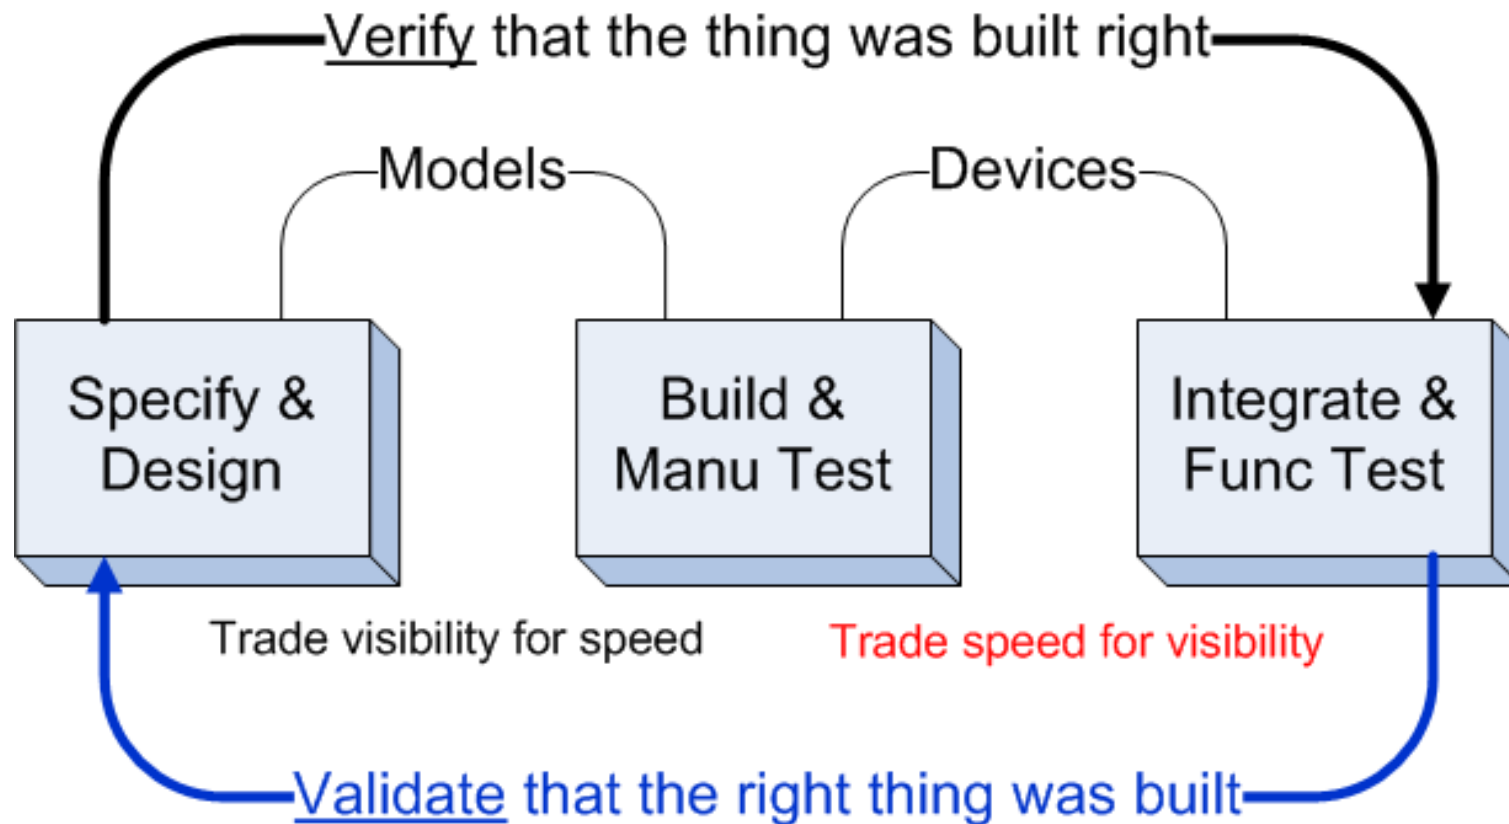 Verify that the thing was built right
Models
Devices
Specify &
Design
Build &
Manu Test
Integrate &
Func Test
Trade visibility for speed
Trade speed for visibility
Validate that the right thing was built